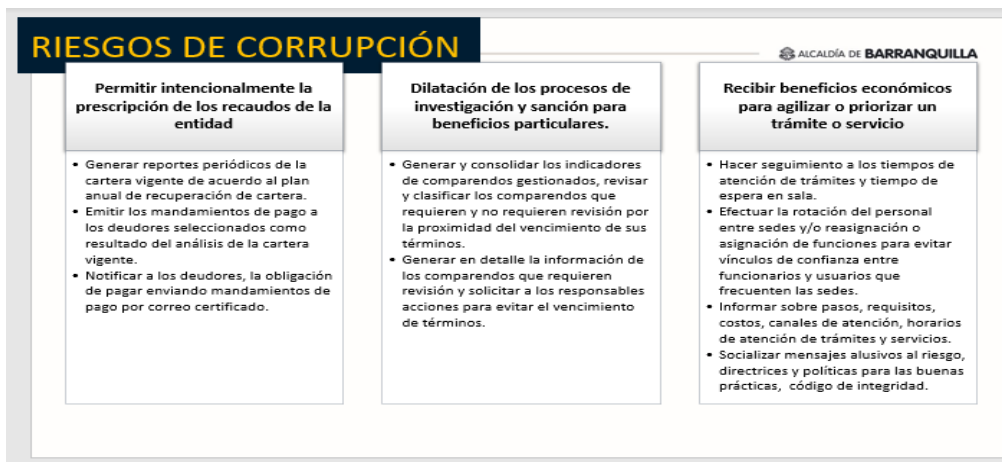 RIESGOS DE CORRUPCIÓN
ALCALDÍA DE BARRANQUILLA
Permitir intencionalmente la
prescripción de los recaudos de la
entidad
• Generar reportes periódicos de la
cartera vigente de acuerdo al plan
anual de recuperación de cartera.
• Emitir los mandamientos de pago a
los deudores seleccionados como
resultado del análisis de la cartera
vigente.
• Notificar a los deudores, la obligación
de pagar enviando mandamientos de
pago por correo certificado.
Dilatación de los procesos de
investigación y sanción para
beneficios particulares.
• Generar y consolidar los indicadores
de comparendos gestionados, revisar
y clasificar los comparendos que
requieren y no requieren revisión por
la proximidad del vencimiento de sus
términos.
• Generar en detalle la información de
los comparendos que requieren
revisión y solicitar a los responsables
acciones para evitar el vencimiento
de términos.
Recibir beneficios económicos
para agilizar o priorizar un
trámite o servicio
• Hacer seguimiento a los tiempos de
atención de trámites y tiempo de
espera en sala.
• Efectuar la rotación del personal
entre sedes y/o reasignación o
asignación de funciones para evitar
vínculos de confianza entre
funcionarios y usuarios que
frecuenten las sedes.
• Informar sobre pasos, requisitos,
costos, canales de atención, horarios
de atención de trámites y servicios.
• Socializar mensajes alusivos al riesgo,
directrices y políticas para las buenas
prácticas, código de integridad.